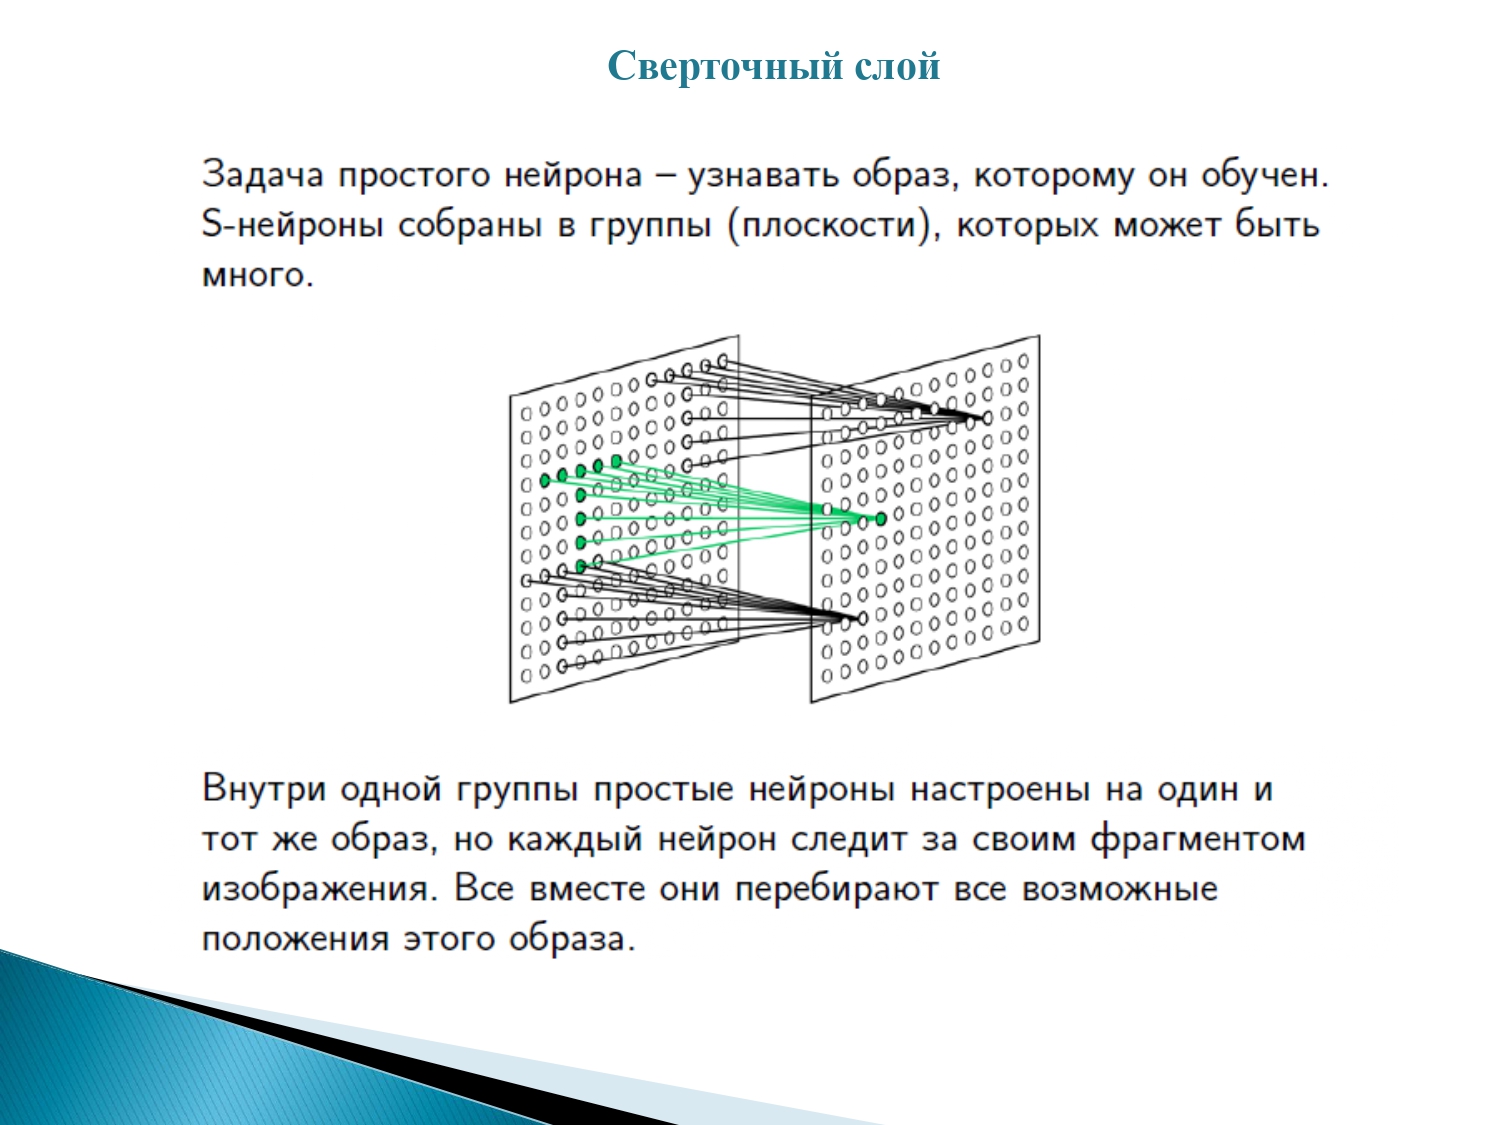 Сверточный слой
Задача простого нейрона – узнавать образ, которому он обучен.
S-нейроны собраны в группы (плоскости), которых может быть
много.
Внутри одной группы простые нейроны настроены на один и
тот же образ, но каждый нейрон следит за своим фрагментом
изображения. Все вместе они перебирают все возможные
положения этого образа.